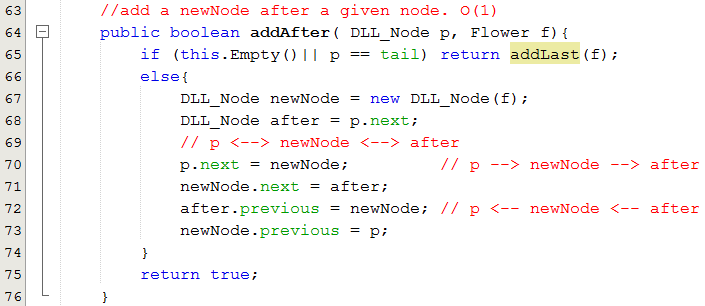 63 //add a newNode after a given node. O(1)
64 public boolean addAfter( DLL_Node p, Flower f){
65 if (this.Empty()|| p == tail) return addLast(f);
66 else{
67 DLL_Node newNode = new DLL_Node(f);
68 DLL_Node after = p.next;
69 // p <--> newNode <--> after
70 p.next = newNode; // p --> newNode --> after
71 newNode.next = after;
72 after.previous = newNode; // p <-- newNode <-- after
73 newNode.previous = p;
74 }
75 return true;
76 }